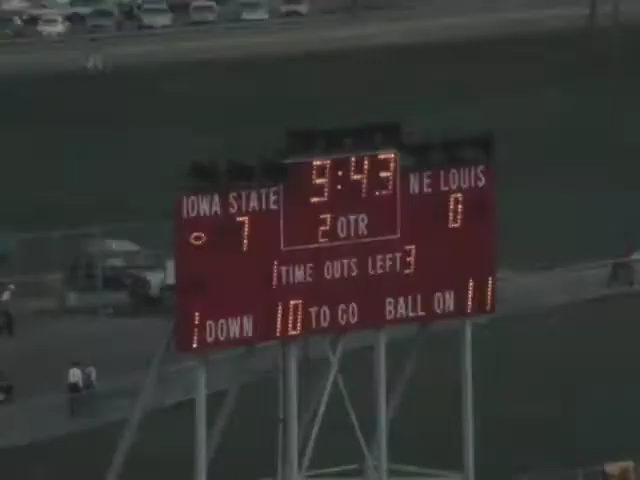 9:43
IOWA STATE NE LOUIS
7 2 QTR 0
1 TIME OUTS LEFT 3
1 DOWN 10 TO GO BALL ON 11